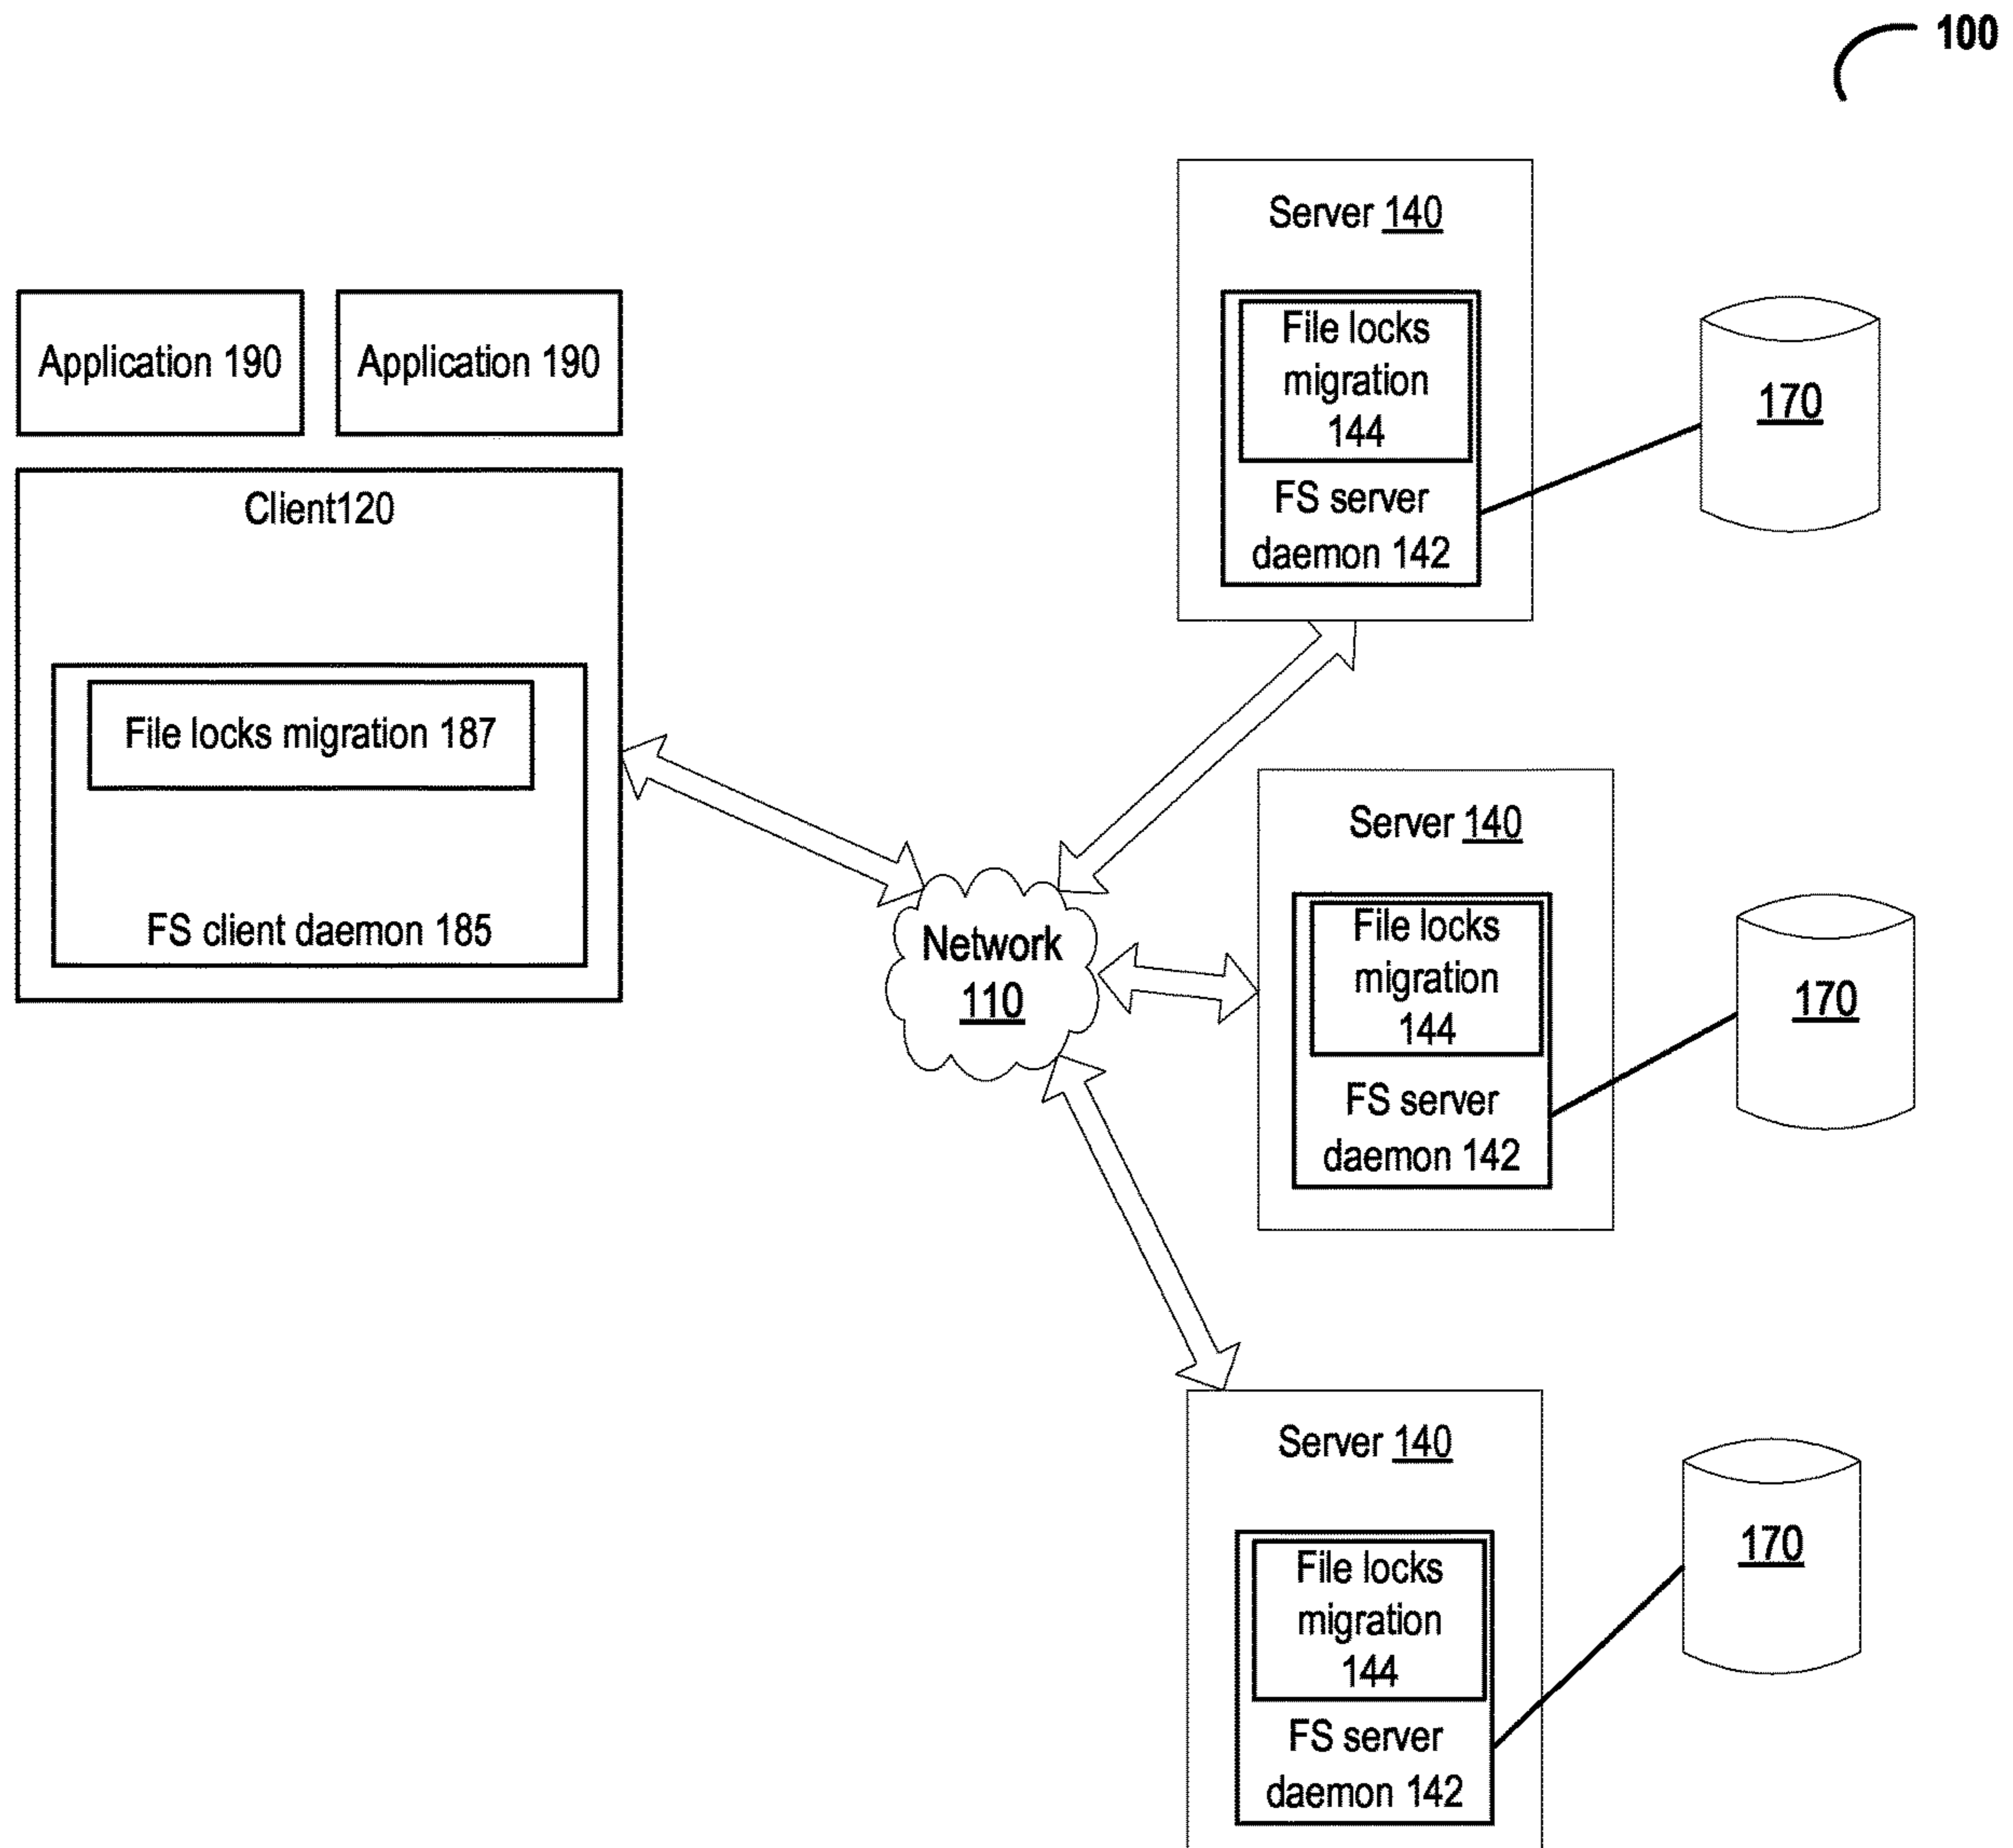 100
Application 190
Application 190
Client120
File locks migration 187
FS client daemon 185
Network
110
Server 140
File locks
migration
144
FS server
daemon 142
170
Server 140
File locks
migration
144
FS server
daemon 142
170
Server 140
File locks
migration
144
FS server
daemon 142
170